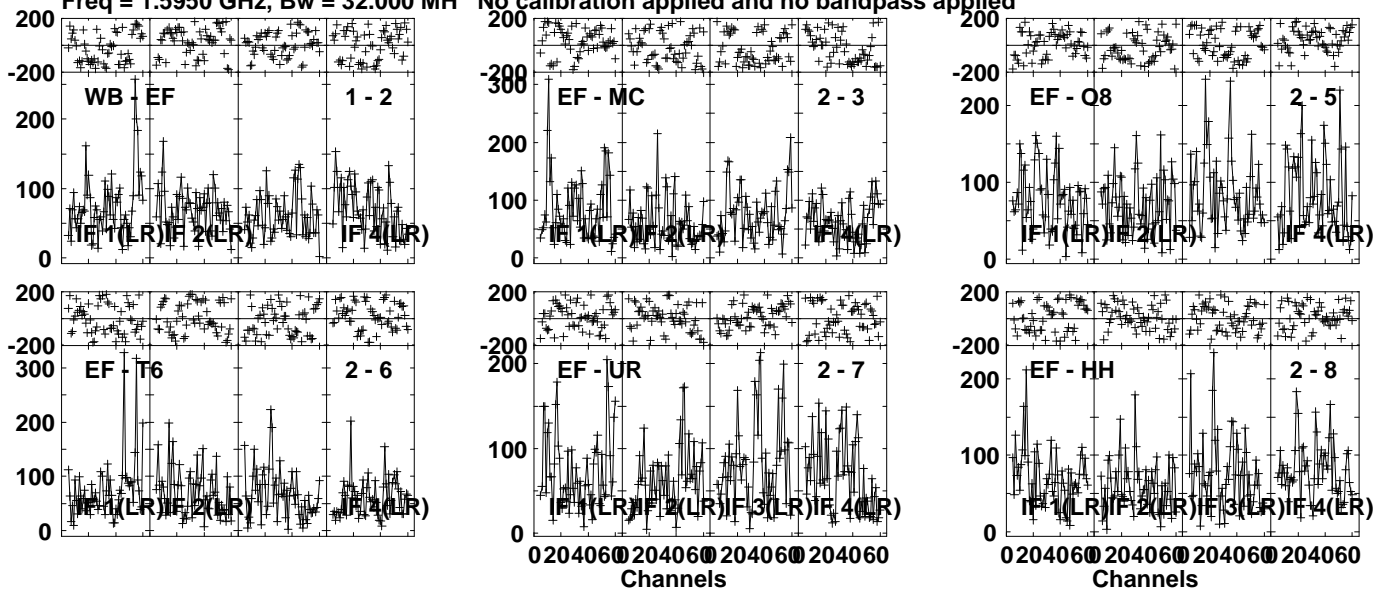 Freq = 1.5950 GHz, Bw = 32.000 MH No calibration applied and no bandpass applied
200
-200
WB - EF
1 - 2
200
100
0
IF 1(LR)
IF 2(LR)
IF 4(LR)
200
-200
EF - MC
2 - 3
300
200
100
0
IF 1(LR)
IF 2(LR)
IF 4(LR)
200
-200
EF - O8
2 - 5
200
100
0
IF 1(LR)
IF 2(LR)
IF 4(LR)
200
-200
EF - T6
2 - 6
300
200
100
0
IF 1(LR)
IF 2(LR)
IF 4(LR)
200
-200
EF - UR
2 - 7
200
100
0
IF 1(LR)
IF 2(LR)
IF 3(LR)
IF 4(LR)
0 20 40 60 0 20 40 60 0 20 40 60 0 20 40 60
Channels
200
-200
EF - HH
2 - 8
200
100
0
IF 1(LR)
IF 2(LR)
IF 3(LR)
IF 4(LR)
0 20 40 60 0 20 40 60 0 20 40 60 0 20 40 60
Channels